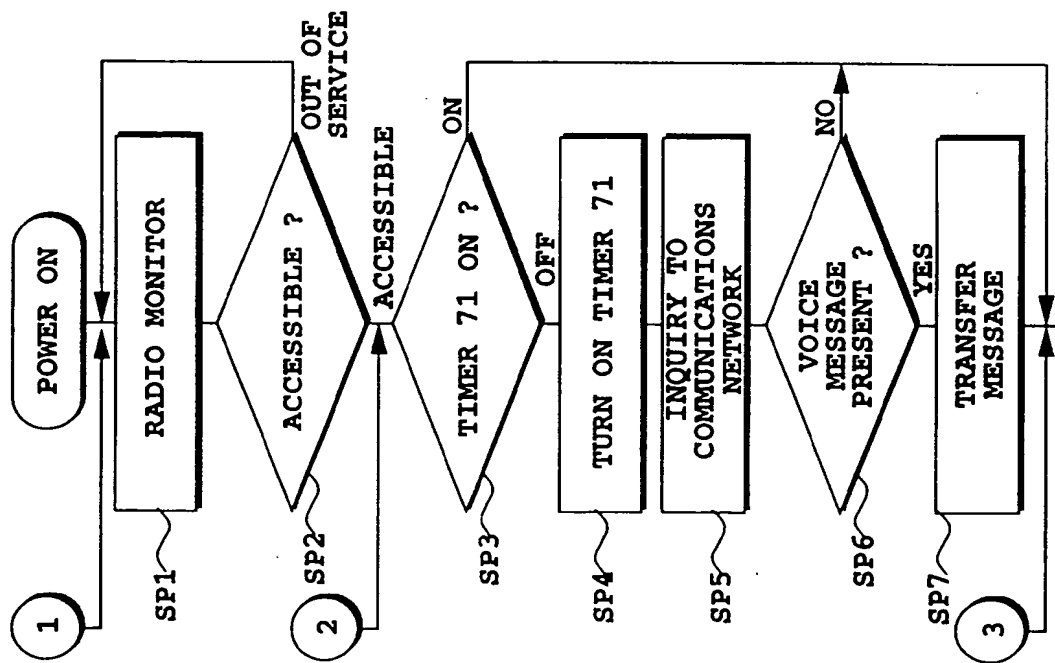 POWER ON
1
RADIO MONITOR
SP1
ACCESSIBLE ?
SP2
OUT OF
SERVICE
ACCESSIBLE
2
TIMER 71 ON ?
SP3
ON
OFF
TURN ON TIMER 71
SP4
INQUIRY TO
COMMUNICATIONS
NETWORK
SP5
VOICE
MESSAGE
PRESENT ?
SP6
NO
YES
TRANSFER
MESSAGE
SP7
3